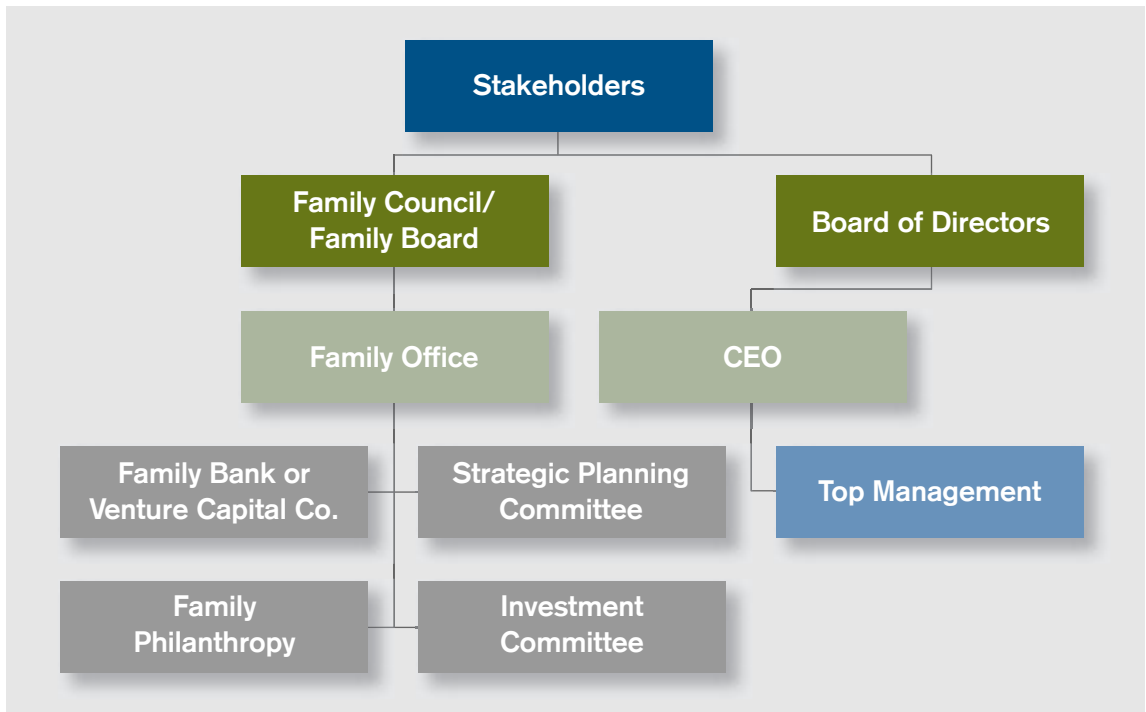 Stakeholders
Family Council/
Family Board
Board of Directors
Family Office
CEO
Family Bank or
Venture Capital Co.
Strategic Planning
Committee
Top Management
Family
Philanthropy
Investment
Committee